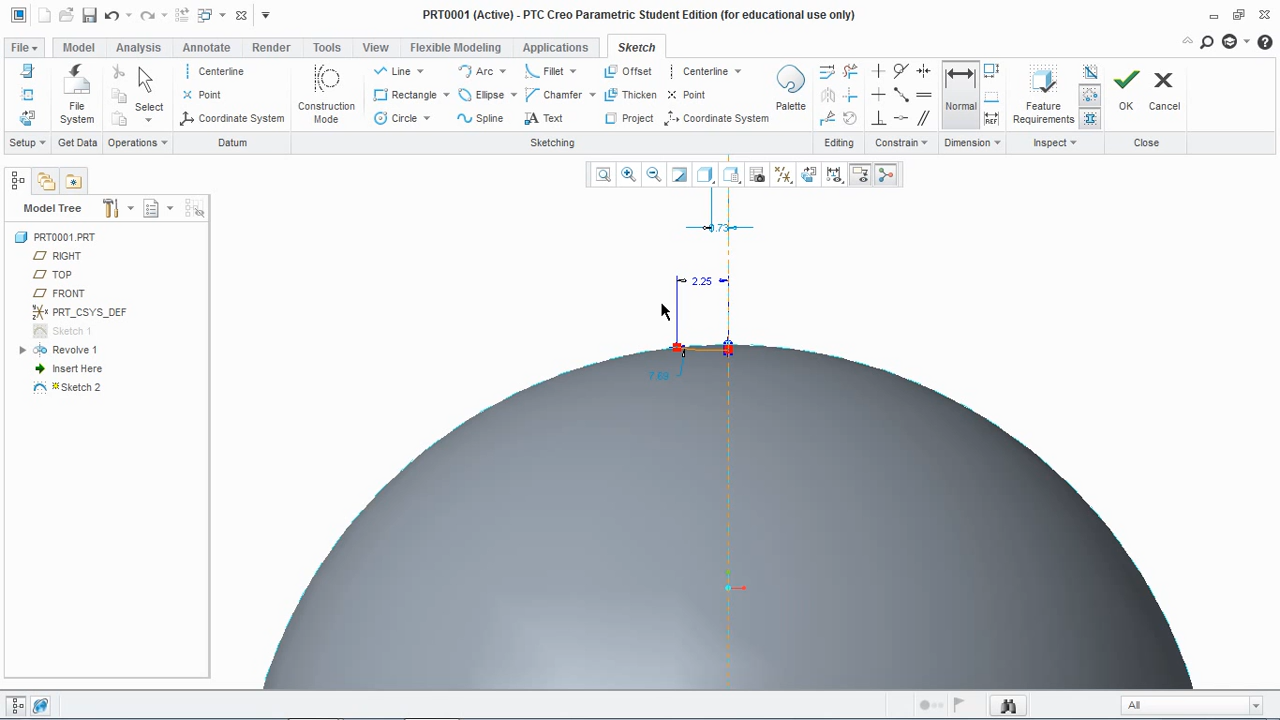 PRT0001 (Active) - PTC Creo Parametric Student Edition (for educational use only)
File Model Analysis Annotate Render Tools View Flexible Modeling Applications Sketch
Centerline Line Arc Fillet Offset Centerline
Point Rectangle Ellipse Chamfer Thicken Point
Coordinate System Circle Spline Text Project Coordinate System
File System Select Construction Mode Palette Normal Feature Requirements OK Cancel
Setup Get Data Operations Datum Sketching Editing Constrain Dimension Inspect Close
REF
Model Tree
PRT0001.PRT
RIGHT
TOP
FRONT
PRT_CSYS_DEF
Sketch 1
Revolve 1
Insert Here
Sketch 2
2.25
7.69
All